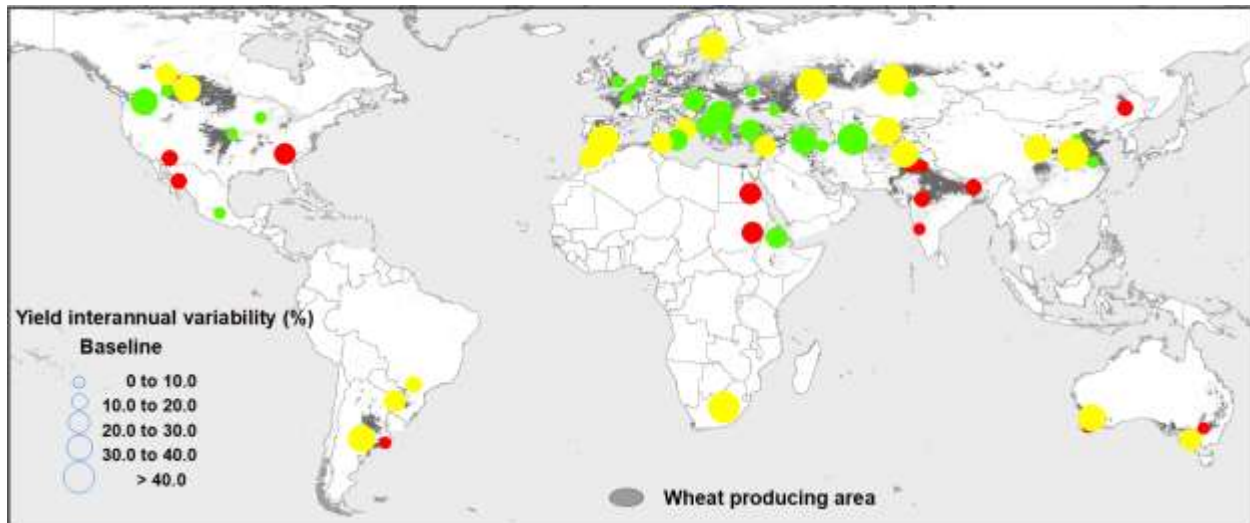 Yield interannual variability (%)
Baseline
0 to 10.0
10.0 to 20.0
20.0 to 30.0
30.0 to 40.0
> 40.0
Wheat producing area